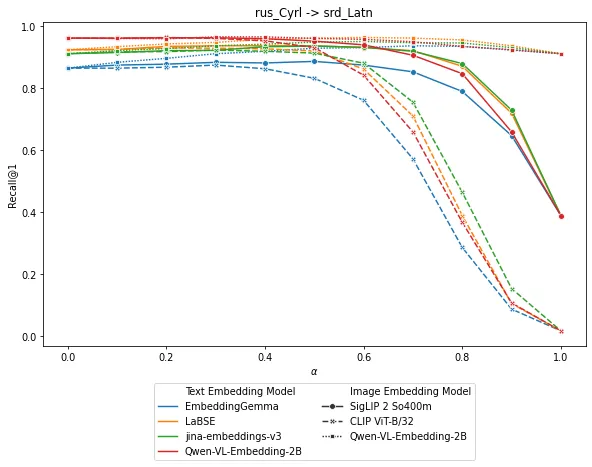 rus_Cyrl -> srd_Latn
1.0
0.8
0.6
0.4
0.2
0.0
Recall@1
0.0 0.2 0.4 0.6 0.8 1.0
α
Text Embedding Model
EmbeddingGemma
LaBSE
jina-embeddings-v3
Qwen-VL-Embedding-2B
Image Embedding Model
SigLIP 2 So400m
CLIP ViT-B/32
Qwen-VL-Embedding-2B